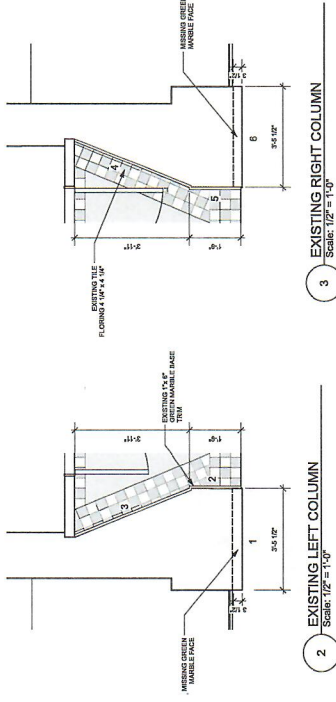 MISSING GREEN
MARBLE FACE
3
2
1
3'-5 1/2"
3'-11"
1'-6"
EXISTING 1"x 6"
GREEN MARBLE BASE
TRIM
2
EXISTING LEFT COLUMN
Scale: 1/2" = 1'-0"
EXISTING TILE
FLORING 4 1/4" x 4 1/4"
3'-11"
1'-6"
4
5
6
3'-5 1/2"
MISSING GREEN
MARBLE FACE
3
EXISTING RIGHT COLUMN
Scale: 1/2" = 1'-0"